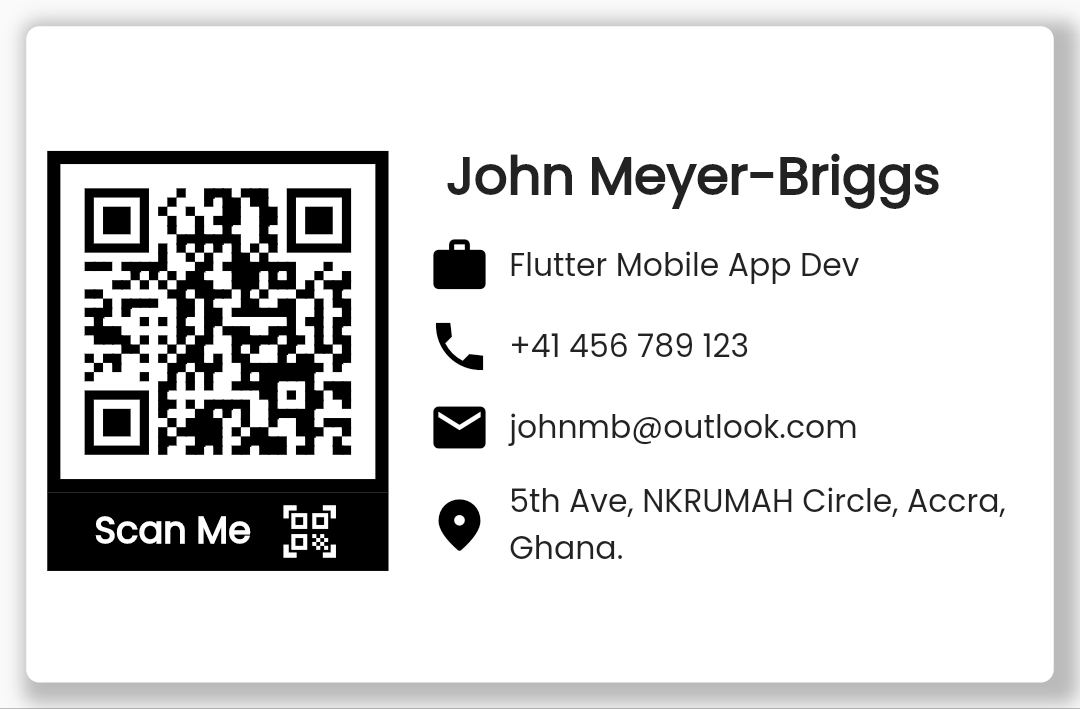 John Meyer-Briggs
Flutter Mobile App Dev
+41 456 789 123
johnmb@outlook.com
5th Ave, NKRUMAH Circle, Accra,
Ghana.
Scan Me